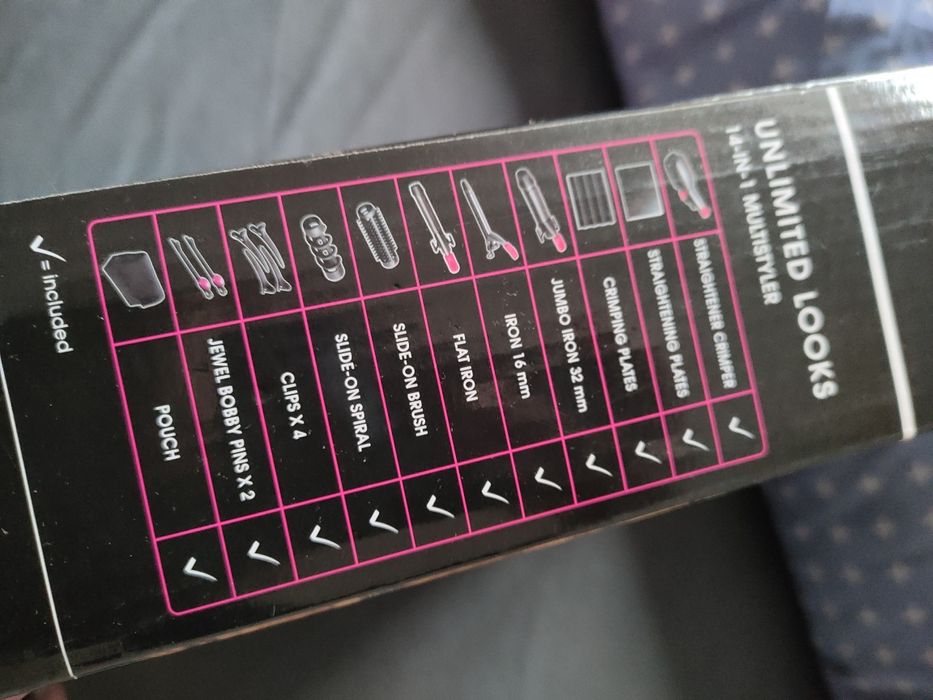 UNLIMITED LOOKS
14-IN-1 MULTISTYLER
STRAIGHTENER CRIMPER ✓
STRAIGHTENING PLATES ✓
CRIMPING PLATES ✓
JUMBO IRON 32 mm ✓
IRON 16 mm ✓
FLAT IRON ✓
SLIDE-ON BRUSH ✓
SLIDE-ON SPIRAL ✓
CLIPS X 4 ✓
JEWEL BOBBY PINS X 2 ✓
POUCH ✓
✓ = included